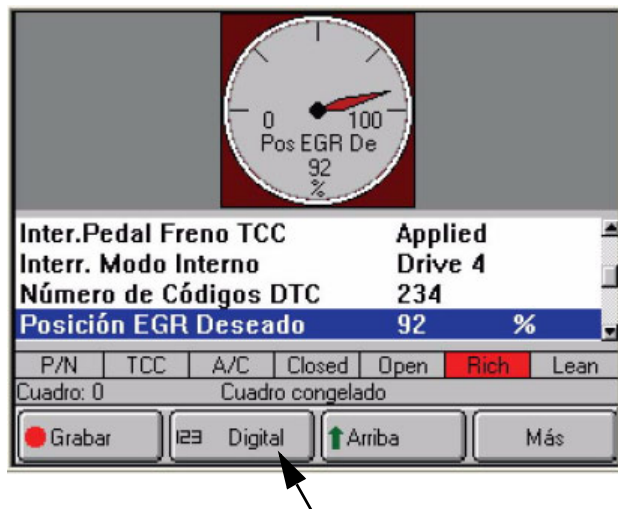 0 100
Pos EGR De
92
%
Inter.Pedal Freno TCC Applied
Interr. Modo Interno Drive 4
Número de Códigos DTC 234
Posición EGR Deseado 92 %
P/N TCC A/C Closed Open Rich Lean
Cuadro: 0 Cuadro congelado
Grabar 123 Digital Arriba Más